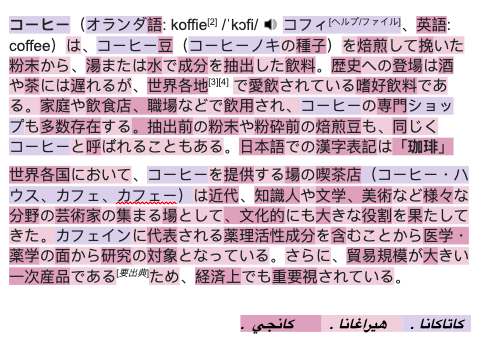 コーヒー（オランダ語: koffie[2] /ˈkɔfi/ 🔊 コフィ[ヘルプ/ファイル]、英語:
coffee）は、コーヒー豆（コーヒーノキの種子）を焙煎して挽いた
粉末から、湯または水で成分を抽出した飲料。歴史への登場は酒
や茶には遅れるが、世界各地[3][4] で愛飲されている嗜好飲料であ
る。家庭や飲食店、職場などで飲用され、コーヒーの専門ショッ
プも多数存在する。抽出前の粉末や粉砕前の焙煎豆も、同じく
コーヒーと呼ばれることもある。日本語での漢字表記は「珈琲」
世界各国において、コーヒーを提供する場の喫茶店（コーヒー・ハ
ウス、カフェ、カフェー）は近代、知識人や文学、美術など様々な
分野の芸術家の集まる場として、文化的にも大きな役割を果たして
きた。カフェインに代表される薬理活性成分を含むことから医学・
薬学の面から研究の対象となっている。さらに、貿易規模が大きい
一次産品である[要出典]ため、経済上でも重要視されている。
كاتاكانا . هيراغانا . كانجي .